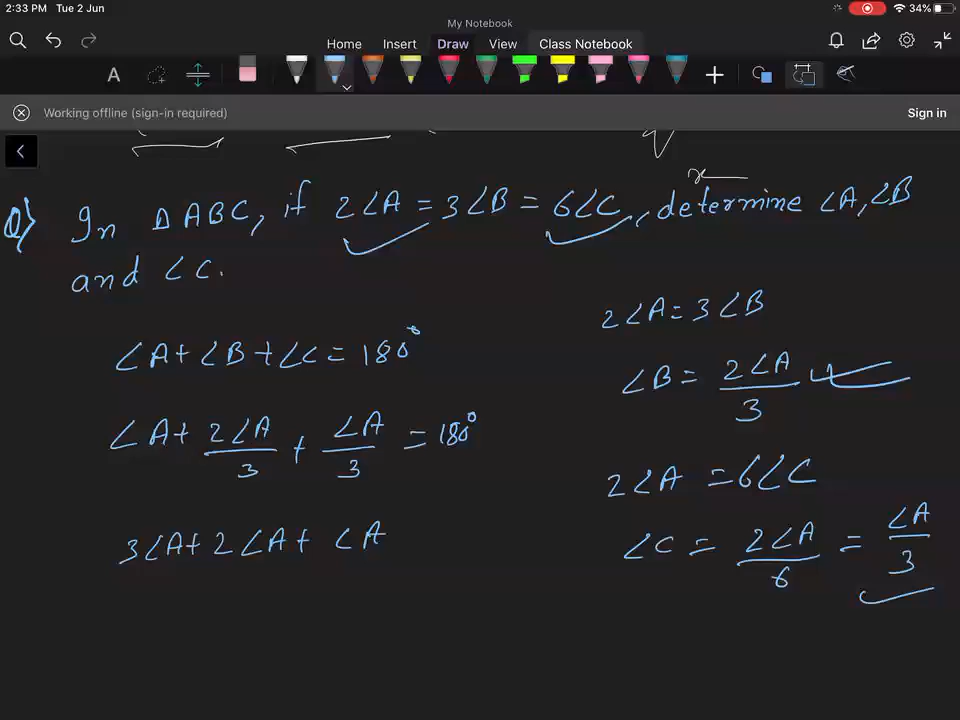 2:33 PM Tue 2 Jun
34%
My Notebook
Home Insert Draw View Class Notebook
A
Working offline (sign-in required)
Sign in
Q) In ΔABC, if 2∠A = 3∠B = 6∠C, determine ∠A, ∠B
and ∠C.
∠A + ∠B + ∠C = 180°
∠A + 2∠A/3 + ∠A/3 = 180°
3∠A + 2∠A + ∠A
2∠A = 3∠B
∠B = 2∠A/3
2∠A = 6∠C
∠C = 2∠A/6 = ∠A/3